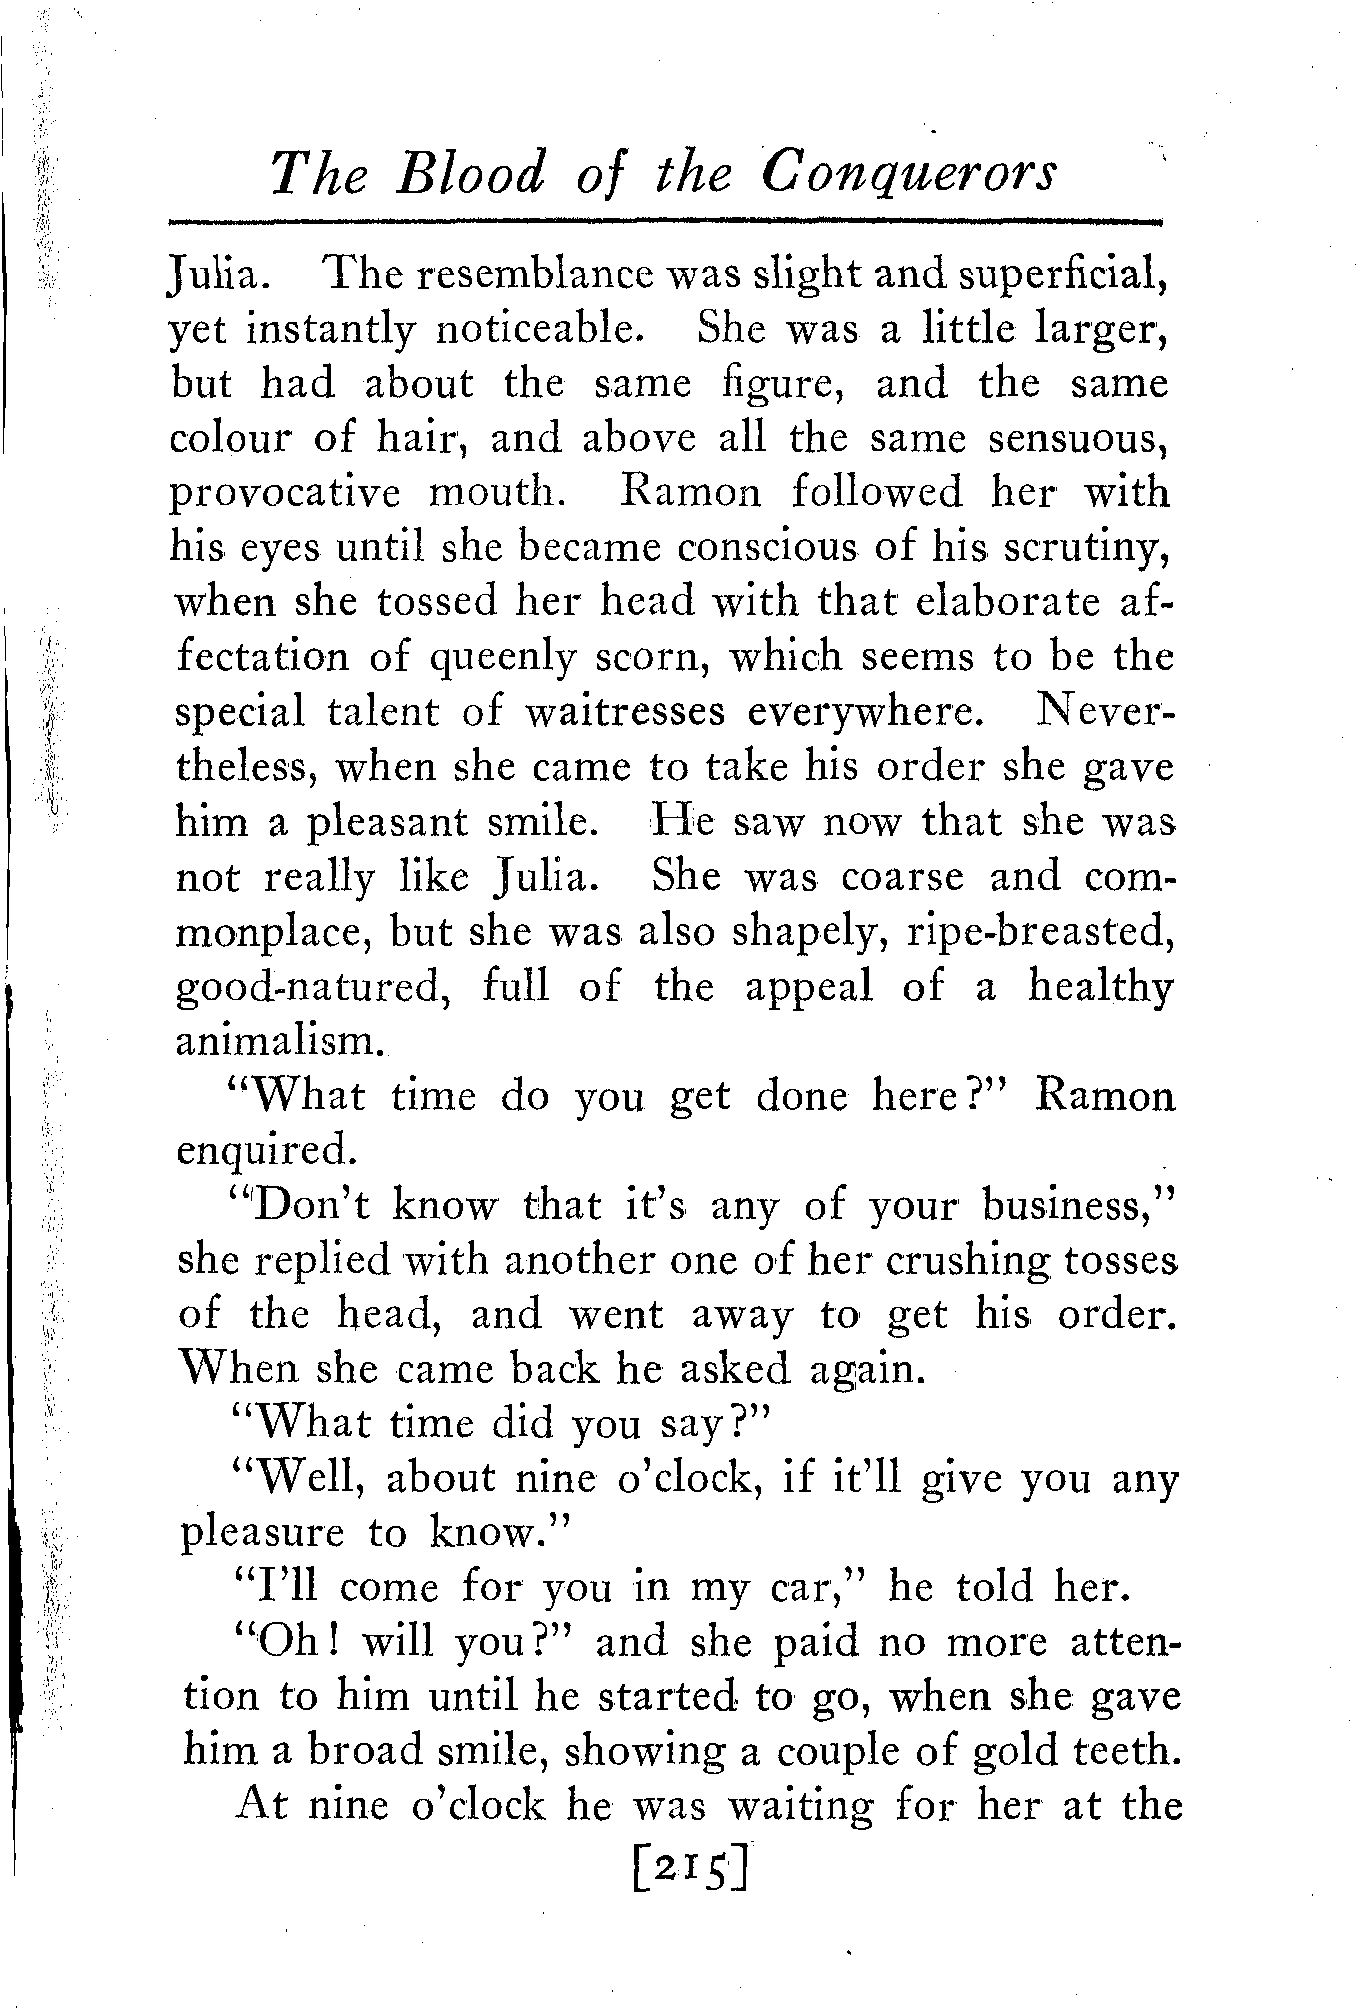 The Blood of the Conquerors
Julia. The resemblance was slight and superficial,
yet instantly noticeable. She was a little larger,
but had about the same figure, and the same
colour of hair, and above all the same sensuous,
provocative mouth. Ramon followed her with
his eyes until she became conscious of his scrutiny,
when she tossed her head with that elaborate af-
fectation of queenly scorn, which seems to be the
special talent of waitresses everywhere. Never-
theless, when she came to take his order she gave
him a pleasant smile. He saw now that she was
not really like Julia. She was coarse and com-
monplace, but she was also shapely, ripe-breasted,
good-natured, full of the appeal of a healthy
animalism.
"What time do you get done here?" Ramon
enquired.
"Don't know that it's any of your business,"
she replied with another one of her crushing tosses
of the head, and went away to get his order.
When she came back he asked again.
"What time did you say?"
"Well, about nine o'clock, if it'll give you any
pleasure to know."
"I'll come for you in my car," he told her.
"Oh! will you?" and she paid no more atten-
tion to him until he started to go, when she gave
him a broad smile, showing a couple of gold teeth.
At nine o'clock he was waiting for her at the
[215]